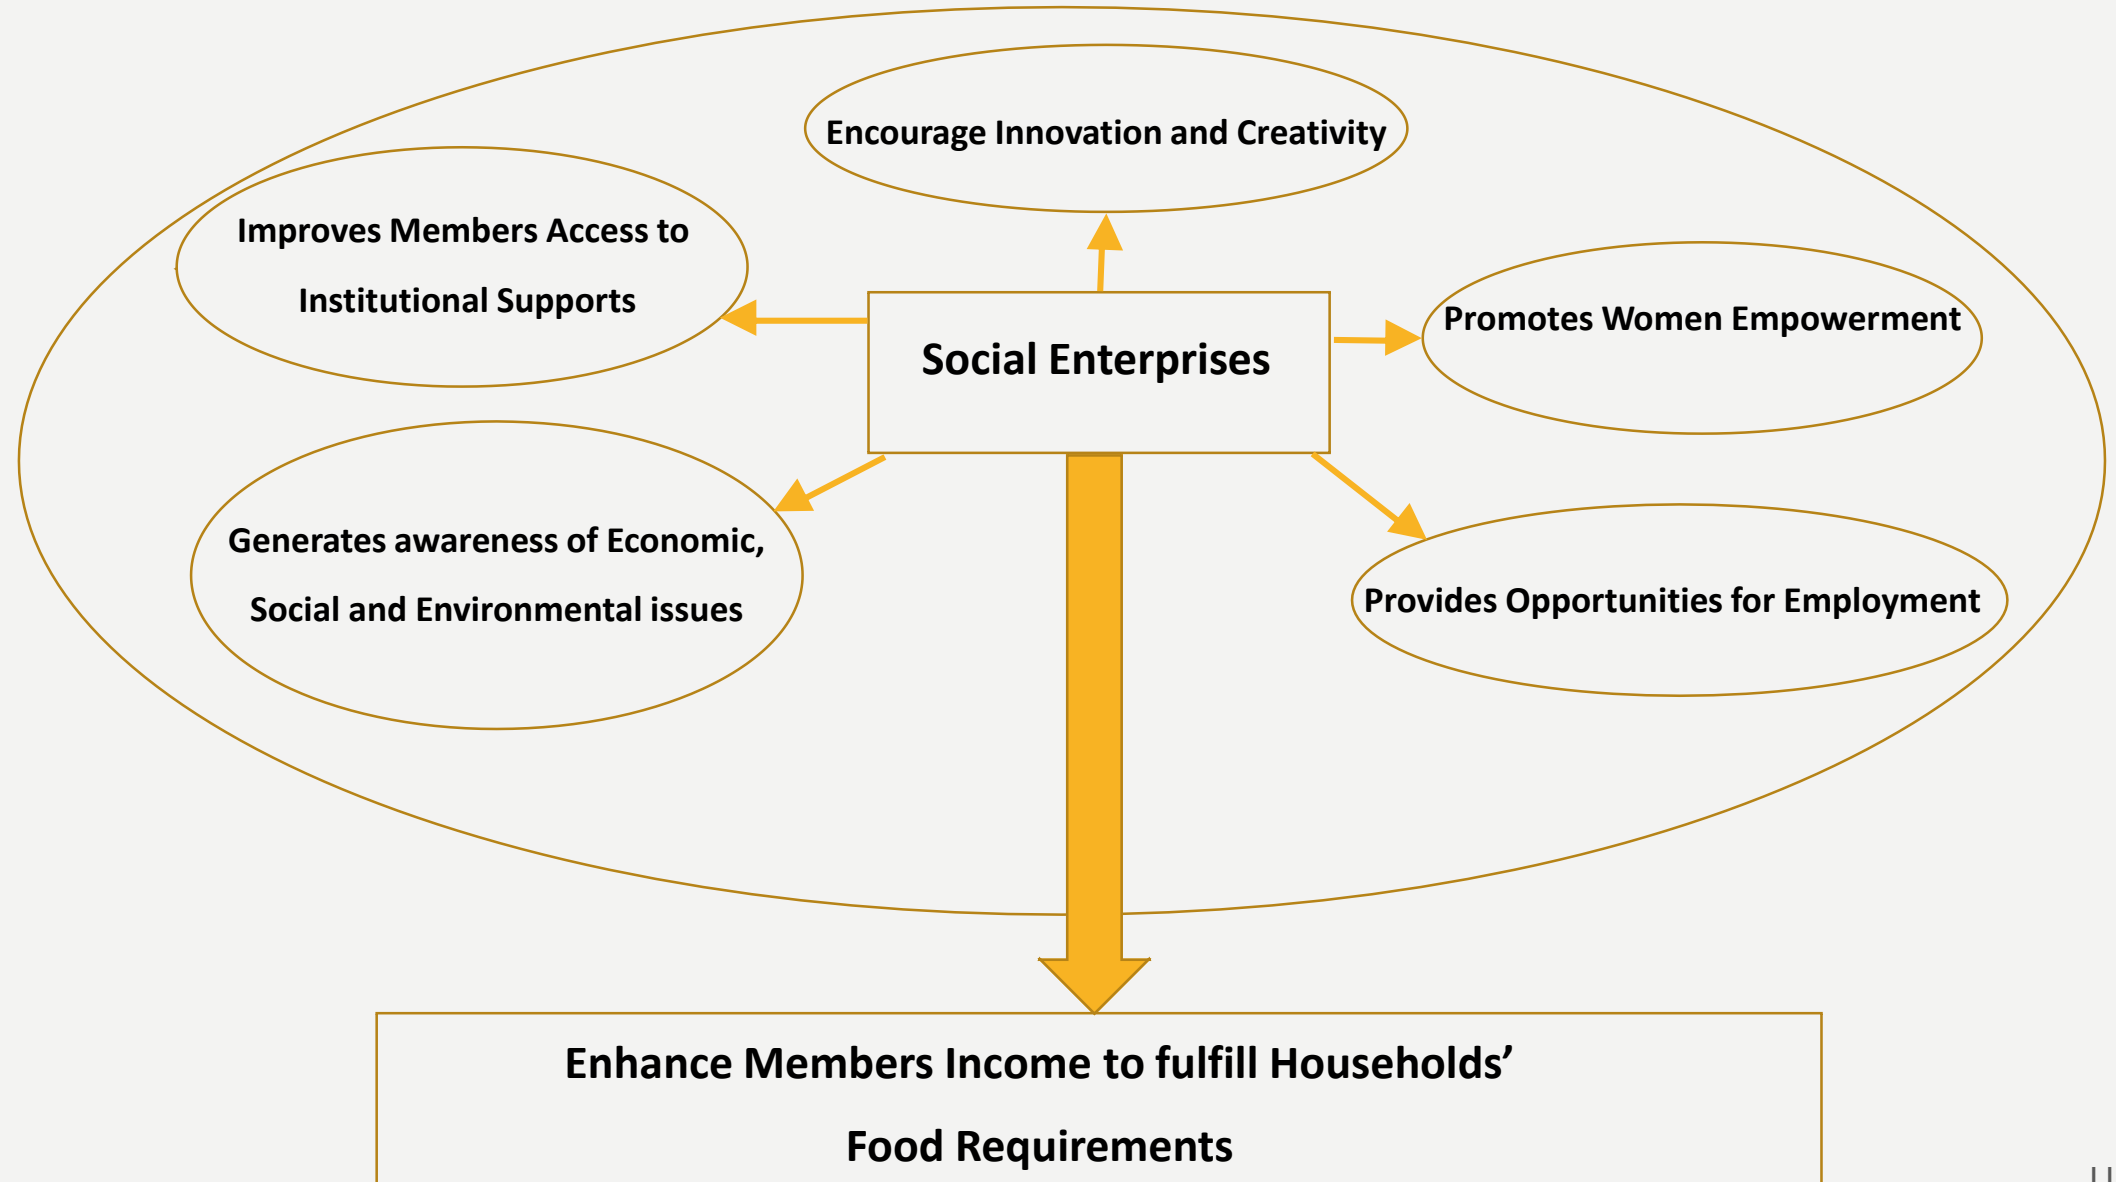 Encourage Innovation and Creativity
Improves Members Access to
Institutional Supports
Promotes Women Empowerment
Social Enterprises
Generates awareness of Economic,
Social and Environmental issues
Provides Opportunities for Employment
Enhance Members Income to fulfill Households’
Food Requirements